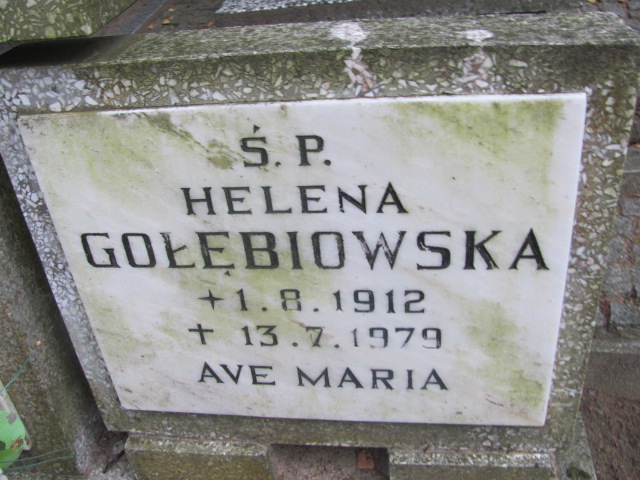 Ś. P.
HELENA
GOŁĘBIOWSKA
+ 1. 8. 1912
+ 13. 7. 1979
AVE MARIA